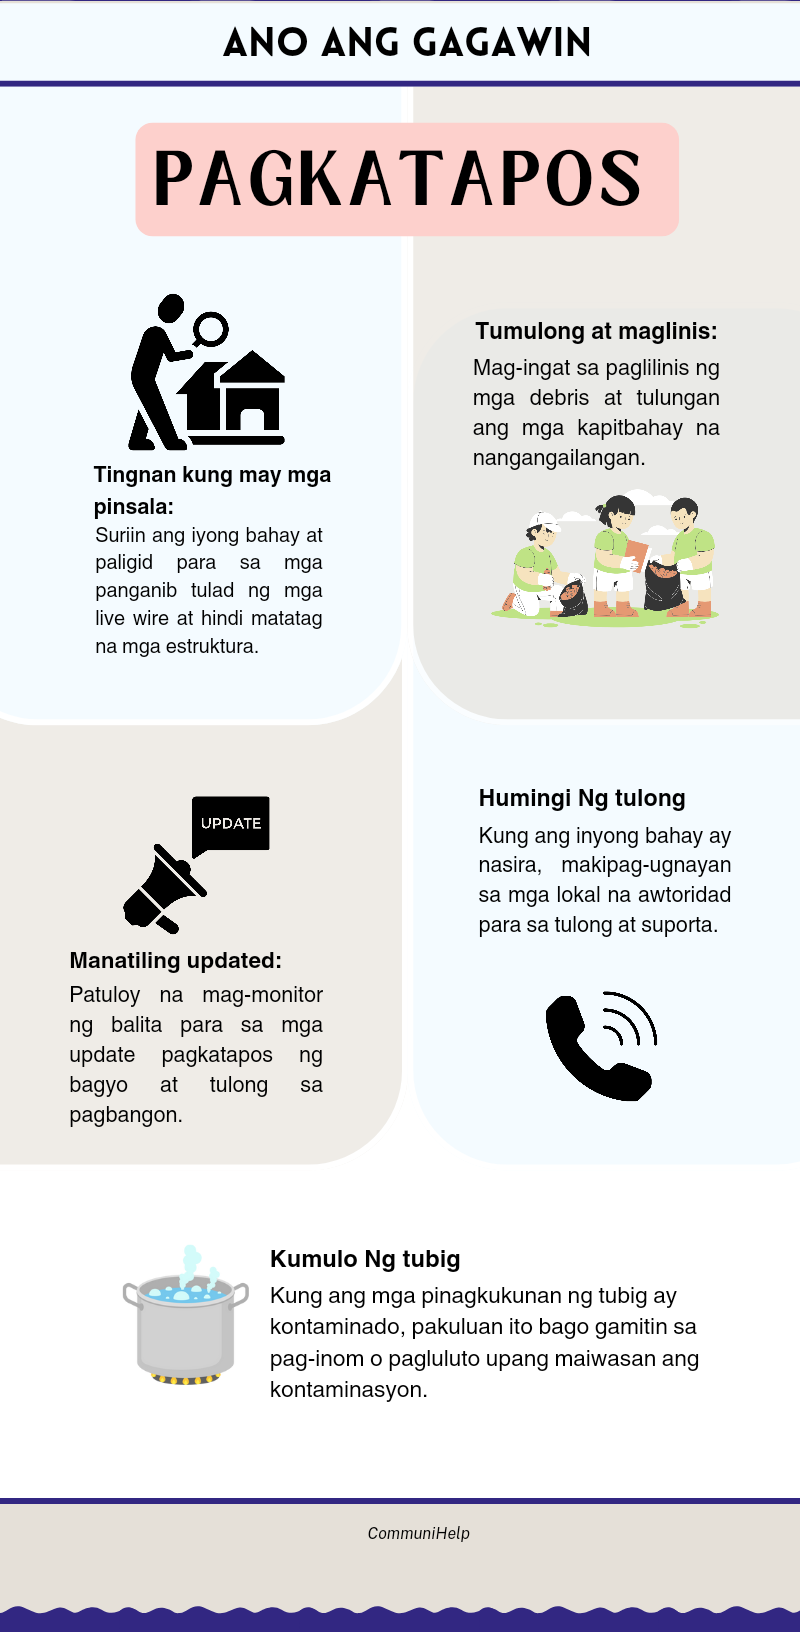 ANO ANG GAGAWIN
PAGKATAPOS
Tingnan kung may mga
pinsala:
Suriin ang iyong bahay at
paligid para sa mga
panganib tulad ng mga
live wire at hindi matatag
na mga estruktura.
Tumulong at maglinis:
Mag-ingat sa paglilinis ng
mga debris at tulungan
ang mga kapitbahay na
nangangailangan.
UPDATE
Manatiling updated:
Patuloy na mag-monitor
ng balita para sa mga
update pagkatapos ng
bagyo at tulong sa
pagbangon.
Humingi Ng tulong
Kung ang inyong bahay ay
nasira, makipag-ugnayan
sa mga lokal na awtoridad
para sa tulong at suporta.
Kumulo Ng tubig
Kung ang mga pinagkukunan ng tubig ay
kontaminado, pakuluan ito bago gamitin sa
pag-inom o pagluluto upang maiwasan ang
kontaminasyon.
CommuniHelp